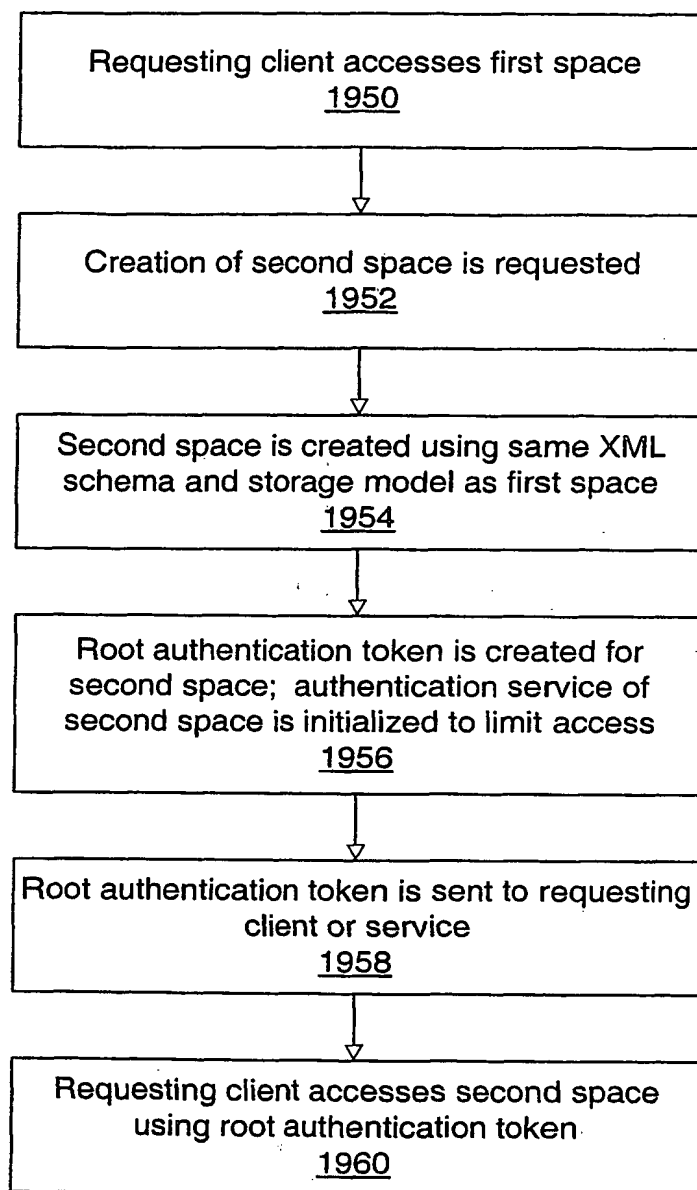 Requesting client accesses first space
1950
Creation of second space is requested
1952
Second space is created using same XML
schema and storage model as first space
1954
Root authentication token is created for
second space; authentication service of
second space is initialized to limit access
1956
Root authentication token is sent to requesting
client or service
1958
Requesting client accesses second space
using root authentication token
1960